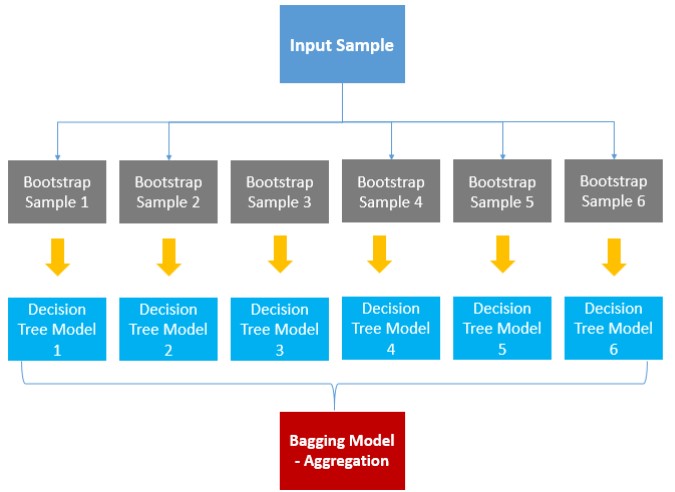 Input Sample
Bootstrap
Sample 1
Bootstrap
Sample 2
Bootstrap
Sample 3
Bootstrap
Sample 4
Bootstrap
Sample 5
Bootstrap
Sample 6
Decision
Tree Model
1
Decision
Tree Model
2
Decision
Tree Model
3
Decision
Tree Model
4
Decision
Tree Model
5
Decision
Tree Model
6
Bagging Model
- Aggregation